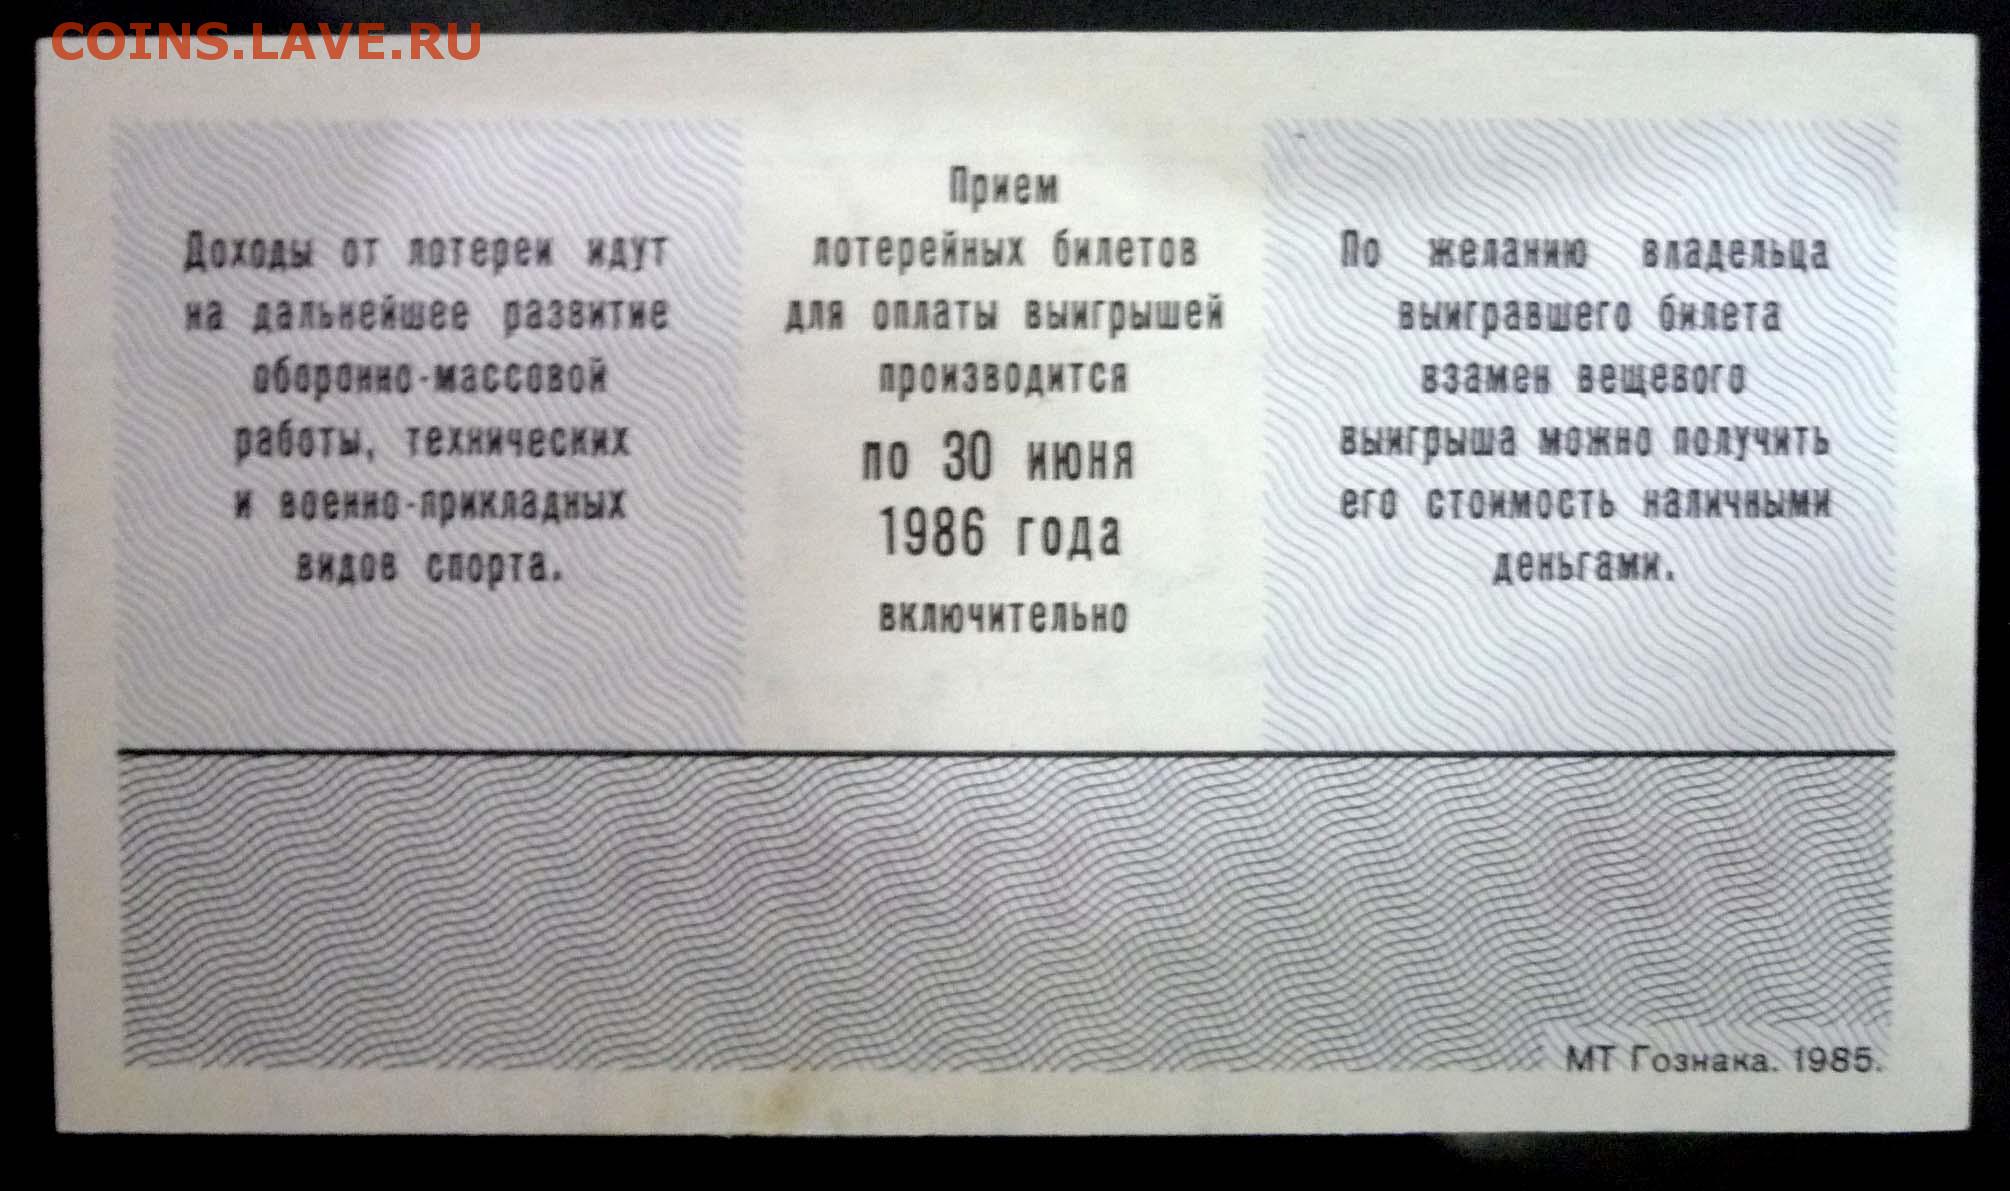 COINS.LAVE.RU
Доходы от лотереи идут
на дальнейшее развитие
оборонно-массовой
работы, технических
и военно-прикладных
видов спорта.
Прием
лотерейных билетов
для оплаты выигрышей
производится
по 30 июня
1986 года
включительно
По желанию владельца
выигравшего билета
взамен вещевого
выигрыша можно получить
его стоимость наличными
деньгами.
МТ Гознака. 1985.